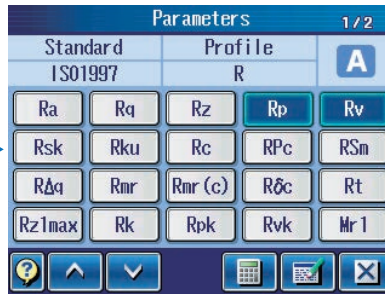 Parameters 1/2
Standard Profile
ISO1997 R A
Ra Rq Rz Rp Rv
Rsk Rku Rc RPc RSm
RΔq Rmr Rmr(c) Rδc Rt
Rz1max Rk Rpk Rvk Mr1
?